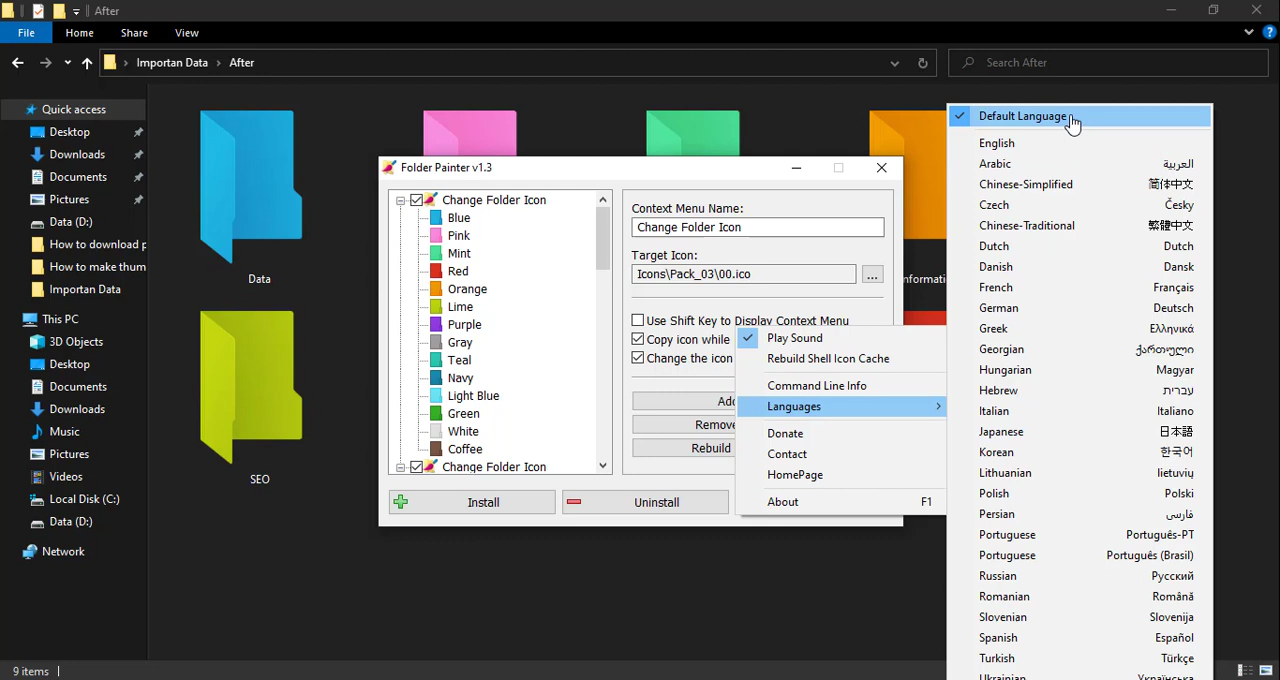 After
File Home Share View
Importan Data After
Search After
Quick access
Desktop
Downloads
Documents
Pictures
Data (D:)
How to download p
How to make thum
Importan Data
This PC
3D Objects
Desktop
Documents
Downloads
Music
Pictures
Videos
Local Disk (C:)
Data (D:)
Network
9 items
Data
SEO
Folder Painter v1.3
Change Folder Icon
Blue
Pink
Mint
Red
Orange
Lime
Purple
Gray
Teal
Navy
Light Blue
Green
White
Coffee
Change Folder Icon
Context Menu Name:
Change Folder Icon
Target Icon:
Icons\Pack_03\00.ico ...
Use Shift Key to Display Context Menu
Copy icon while
Change the icon
Add
Remove
Rebuild
Install
Uninstall
Play Sound
Rebuild Shell Icon Cache
Command Line Info
Languages
Donate
Contact
HomePage
About F1
Default Language
English
Arabic العربية
Chinese-Simplified 简体中文
Czech Česky
Chinese-Traditional 繁體中文
Dutch Dutch
Danish Dansk
French Français
German Deutsch
Greek Ελληνικά
Georgian ქართული
Hungarian Magyar
Hebrew עברית
Italian Italiano
Japanese 日本語
Korean 한국어
Lithuanian lietuvių
Polish Polski
Persian فارسی
Portuguese Português-PT
Portuguese Português (Brasil)
Russian Русский
Romanian Română
Slovenian Slovenija
Spanish Español
Turkish Türkçe
Ukrainian Українська